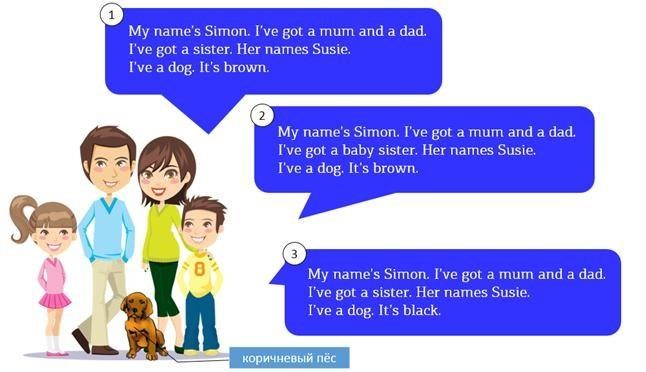 1
My name's Simon. I've got a mum and a dad.
I've got a sister. Her names Susie.
I've a dog. It's brown.
2
My name's Simon. I've got a mum and a dad.
I've got a baby sister. Her names Susie.
I've a dog. It's brown.
3
My name's Simon. I've got a mum and a dad.
I've got a sister. Her names Susie.
I've a dog. It's black.
8
коричневый пёс